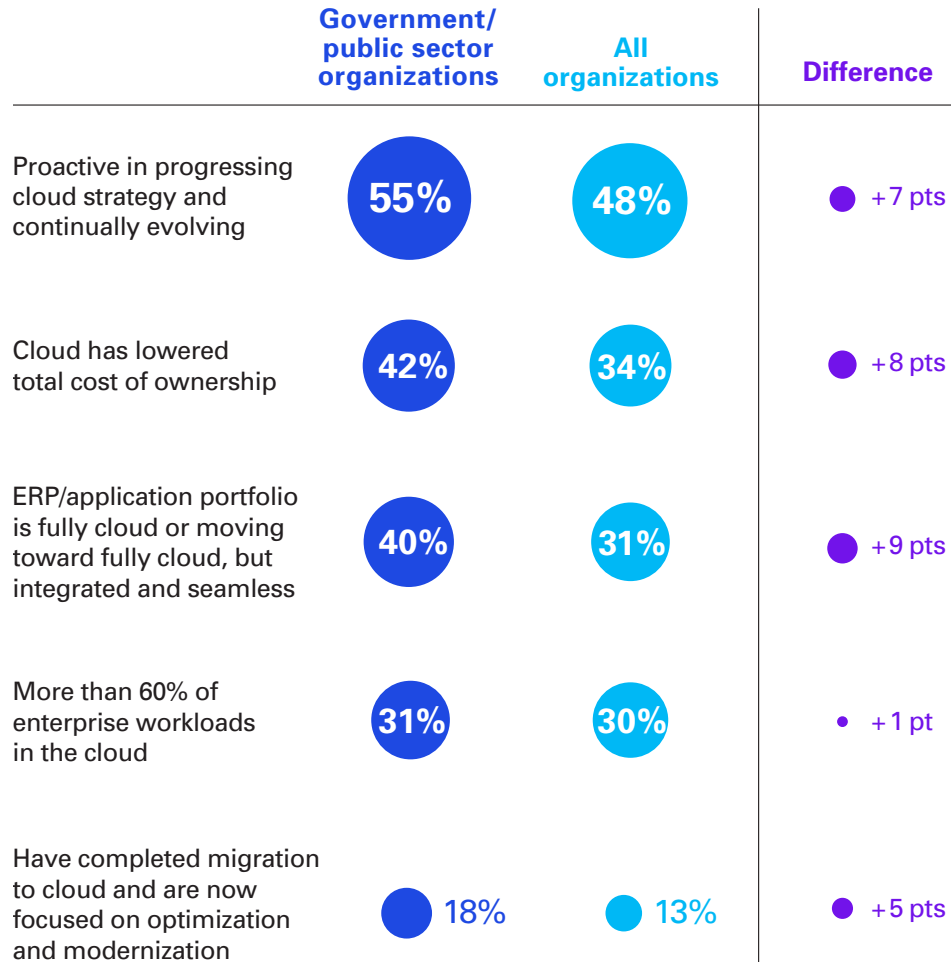 Government/
public sector
organizations
All
organizations
Difference
Proactive in progressing
cloud strategy and
continually evolving
55%
48%
+7 pts
Cloud has lowered
total cost of ownership
42%
34%
+8 pts
ERP/application portfolio
is fully cloud or moving
toward fully cloud, but
integrated and seamless
40%
31%
+9 pts
More than 60% of
enterprise workloads
in the cloud
31%
30%
+1 pt
Have completed migration
to cloud and are now
focused on optimization
and modernization
18%
13%
+5 pts